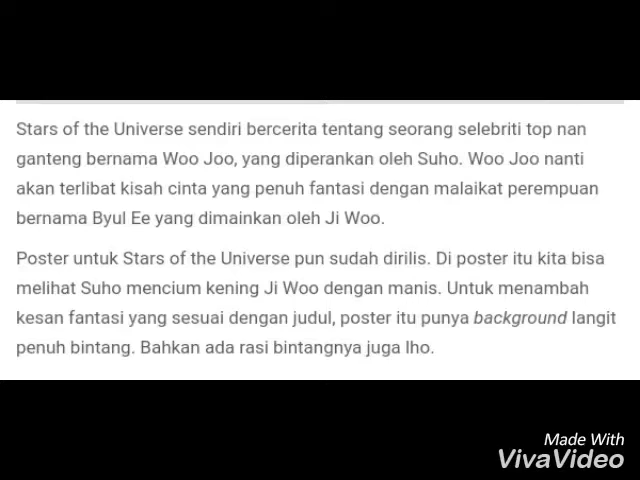 Stars of the Universe sendiri bercerita tentang seorang selebriti top nan
ganteng bernama Woo Joo, yang diperankan oleh Suho. Woo Joo nanti
akan terlibat kisah cinta yang penuh fantasi dengan malaikat perempuan
bernama Byul Ee yang dimainkan oleh Ji Woo.
Poster untuk Stars of the Universe pun sudah dirilis. Di poster itu kita bisa
melihat Suho mencium kening Ji Woo dengan manis. Untuk menambah
kesan fantasi yang sesuai dengan judul, poster itu punya background langit
penuh bintang. Bahkan ada rasi bintangnya juga lho.
Made With
VivaVideo